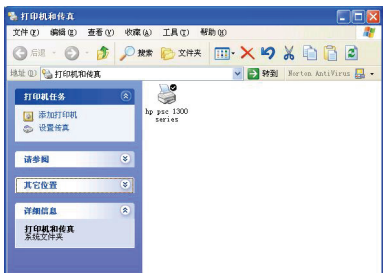 打印机和传真
文件(F) 编辑(E) 查看(V) 收藏(A) 工具(T) 帮助(H)
后退 搜索 文件夹
地址(D) 打印机和传真 转到 Norton AntiVirus
打印机任务
添加打印机
设置传真
请参阅
其它位置
详细信息
打印机和传真
系统文件夹
hp psc 1300
series